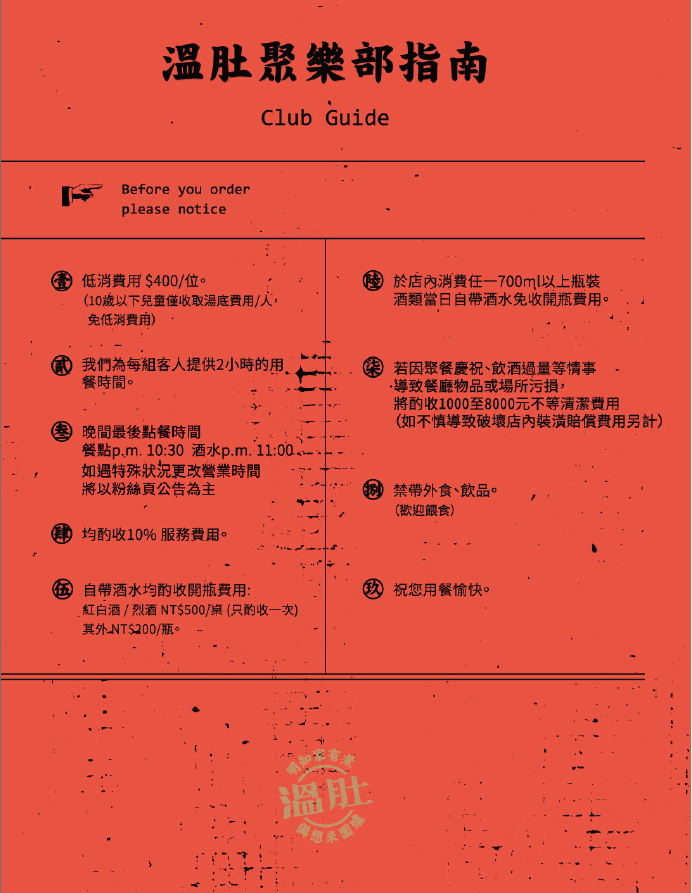 溫肚聚樂部指南
Club Guide
Before you order
please notice
壹 低消費用 $400/位。
(10歲以下兒童僅收取湯底費用/人,
免低消費用)
貳 我們為每組客人提供2小時的用
餐時間。
叁 晚間最後點餐時間
餐點p.m. 10:30 酒水p.m. 11:00
如遇特殊狀況更改營業時間
將以粉絲頁公告為主
肆 均酌收10% 服務費用。
伍 自帶酒水均酌收開瓶費用:
紅白酒 / 烈酒 NT$500/桌 (只酌收一次)
其外 NT$200/瓶。
陸 於店內消費任一700ml以上瓶裝
酒類當日自帶酒水免收開瓶費用。
柒 若因聚餐慶祝、飲酒過量等情事
導致餐廳物品或場所污損,
將酌收1000至8000元不等清潔費用
(如不慎導致破壞店內裝潢賠償費用另計)
捌 禁帶外食、飲品。
(歡迎餵食)
玖 祝您用餐愉快。
明知家有煮
溫肚
偏想來圍爐